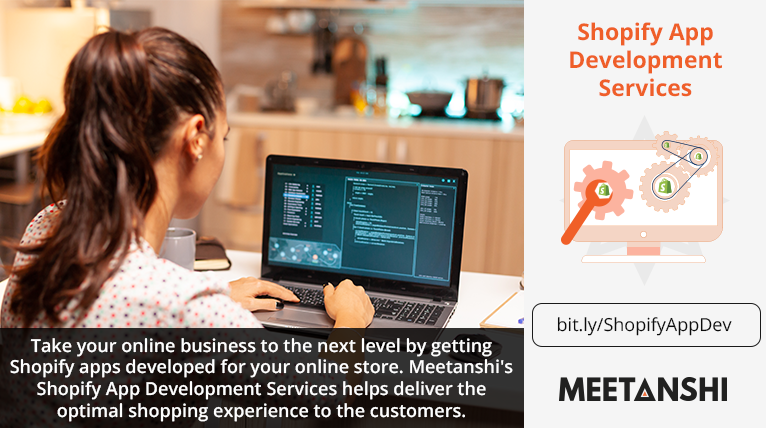 Shopify App
Development
Services
bit.ly/ShopifyAppDev
MEETANSHI
Take your online business to the next level by getting
Shopify apps developed for your online store. Meetanshi's
Shopify App Development Services helps deliver the
optimal shopping experience to the customers.